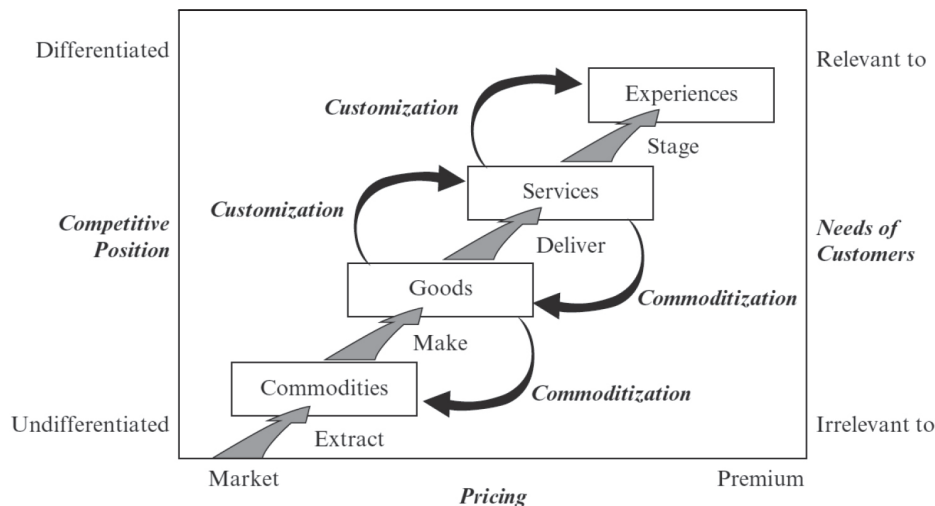 Differentiated
Relevant to
Experiences
Customization
Stage
Services
Customization
Competitive
Position
Deliver
Needs of
Customers
Goods
Commoditization
Make
Commodities
Commoditization
Undifferentiated
Extract
Irrelevant to
Market
Premium
Pricing